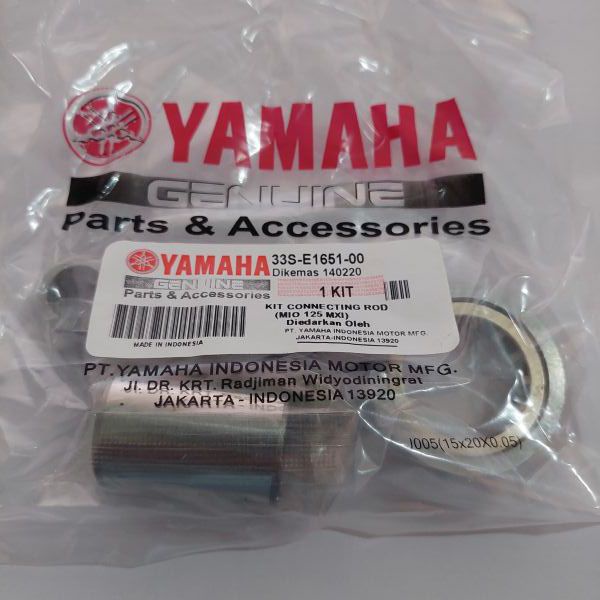 YAMAHA
GENUINE
Parts & Accessories
YAMAHA
GENUINE
Parts & Accessories
MADE IN INDONESIA
33S-E1651-00
Dikemas 140220
1 KIT
KIT CONNECTING ROD
(MIO 125 MXI)
Diedarkan Oleh
PT. YAMAHA INDONESIA MOTOR MFG.
JAKARTA-INDONESIA 13920
PT. YAMAHA INDONESIA MOTOR MFG.
Jl. DR. KRT. Radjiman Widyodiningrat
JAKARTA - INDONESIA 13920
J005(15x20X0.05)